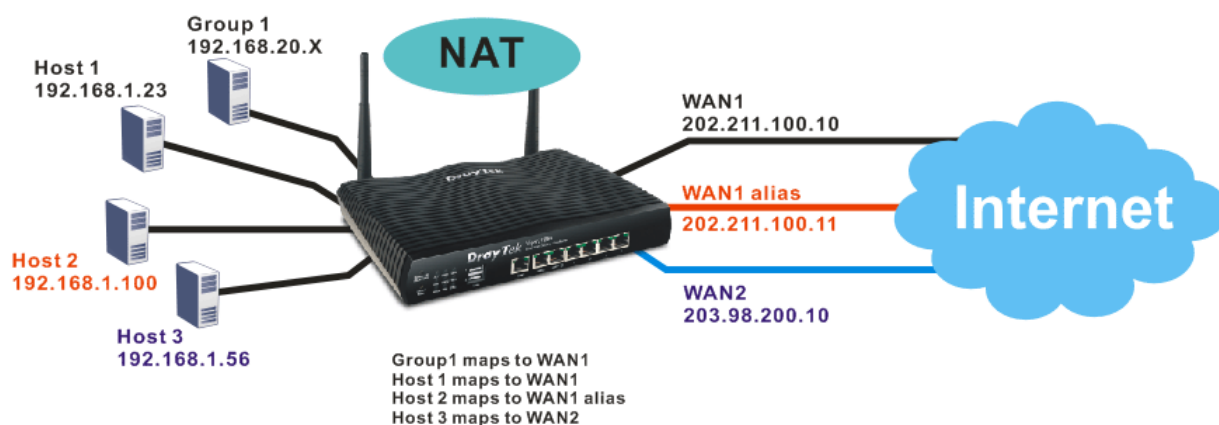 Group 1
192.168.20.X
NAT
Host 1
192.168.1.23
WAN1
202.211.100.10
DrayTek
WAN1 alias
202.211.100.11
Internet
DrayTek
Host 2
192.168.1.100
WAN2
203.98.200.10
Host 3
192.168.1.56
Group1 maps to WAN1
Host 1 maps to WAN1
Host 2 maps to WAN1 alias
Host 3 maps to WAN2